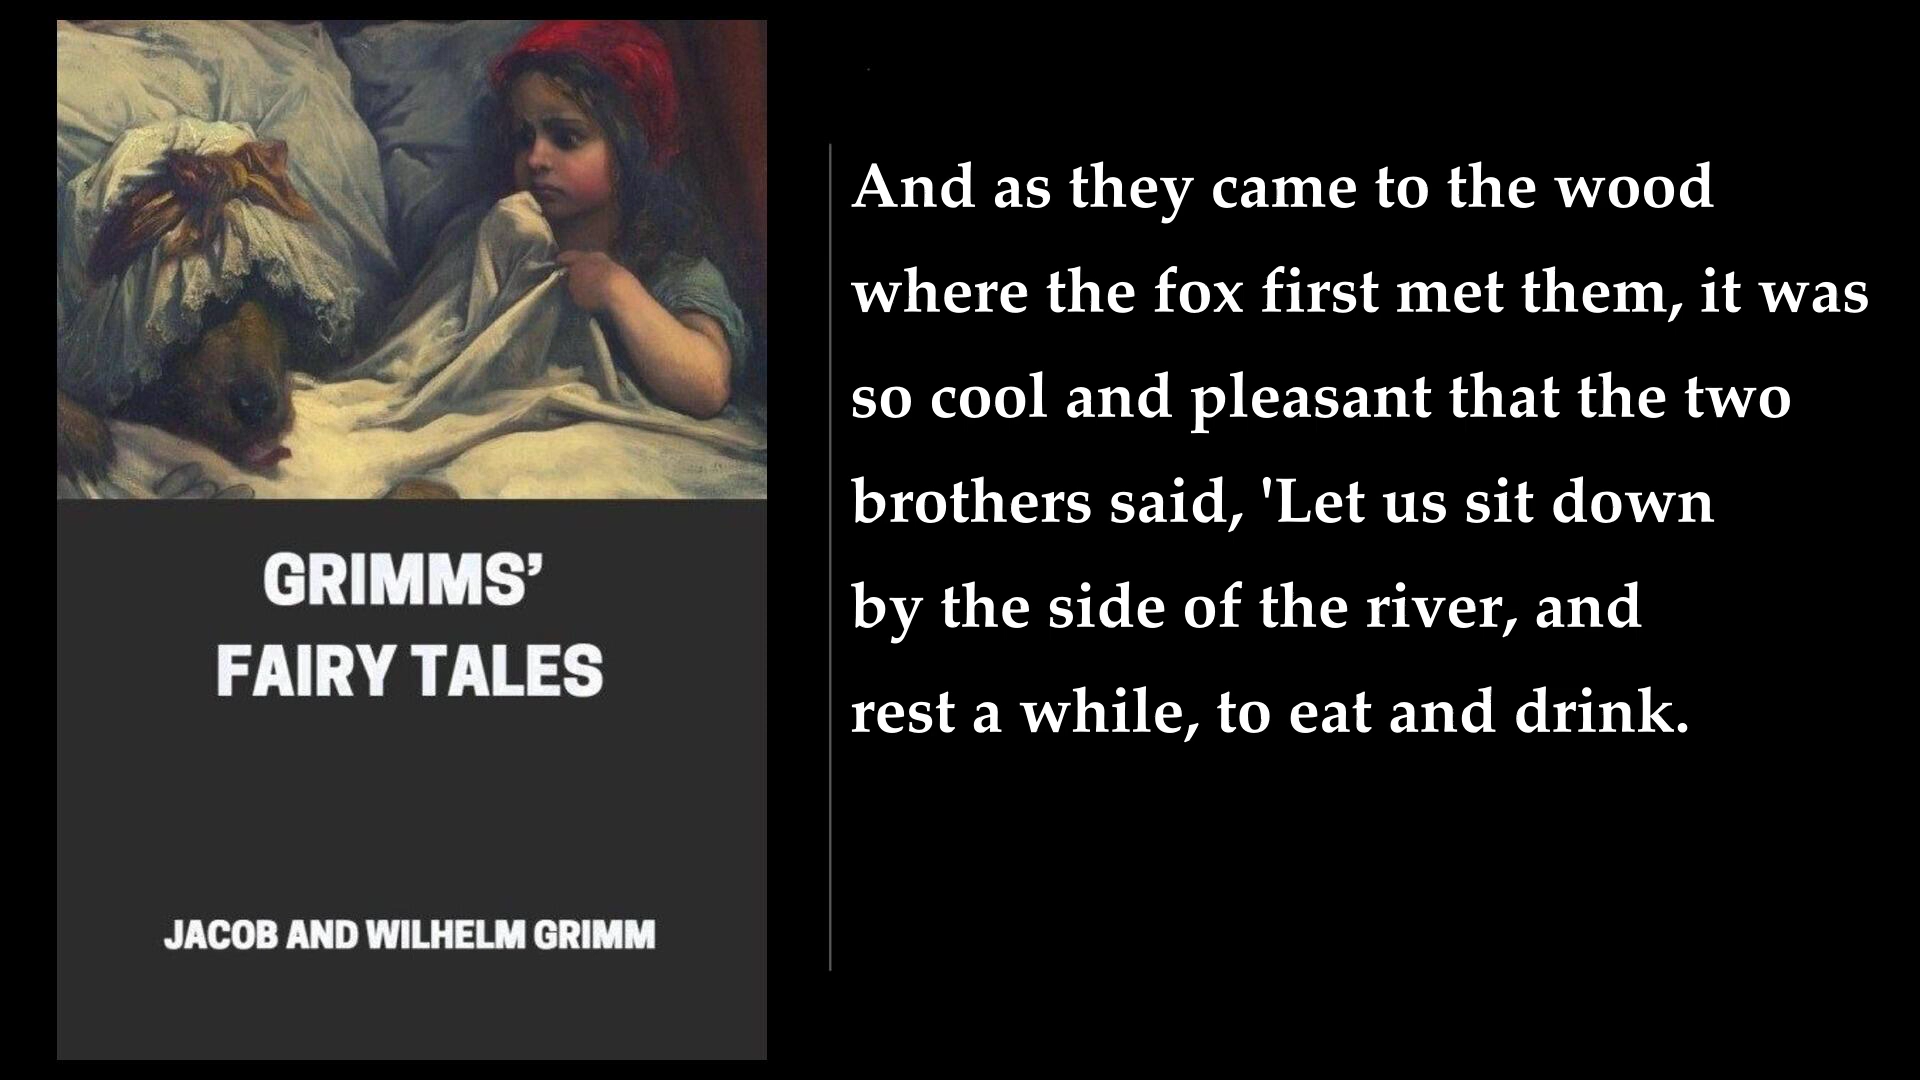 GRIMMS’
FAIRY TALES
JACOB AND WILHELM GRIMM
And as they came to the wood
where the fox first met them, it was
so cool and pleasant that the two
brothers said, 'Let us sit down
by the side of the river, and
rest a while, to eat and drink.